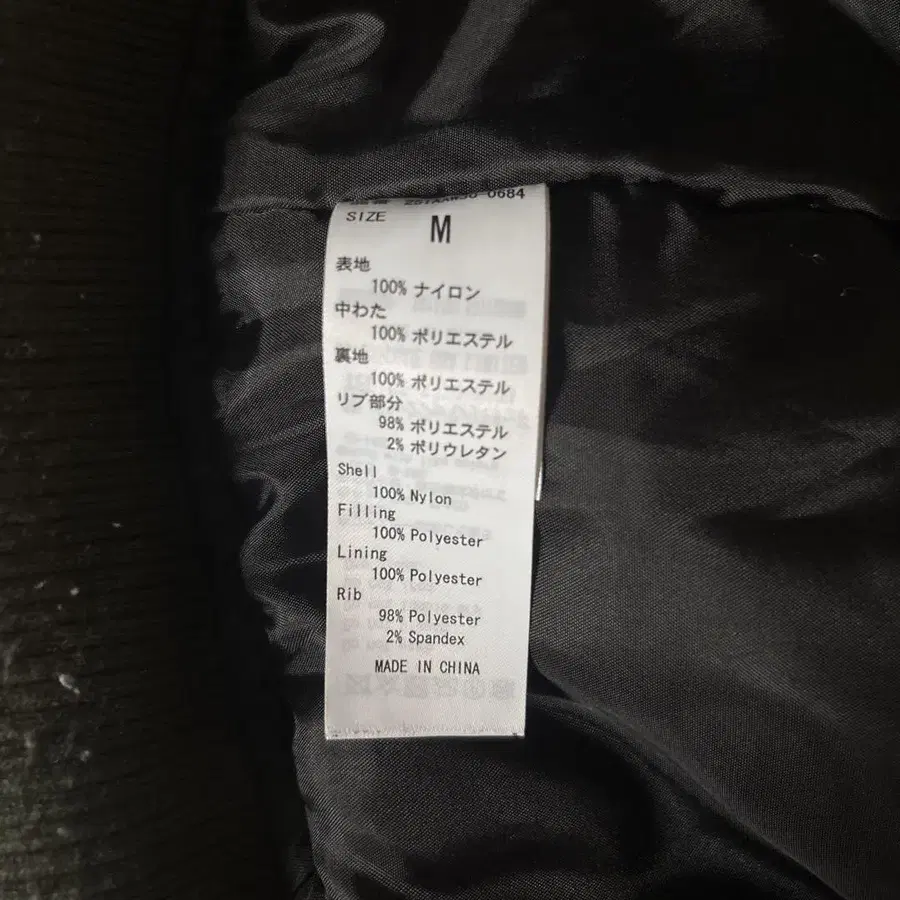 0684
SIZE M
表地
100% ナイロン
中わた
100% ポリエステル
裏地
100% ポリエステル
リブ部分
98% ポリエステル
2% ポリウレタン
Shell
100% Nylon
Filling
100% Polyester
Lining
100% Polyester
Rib
98% Polyester
2% Spandex
MADE IN CHINA